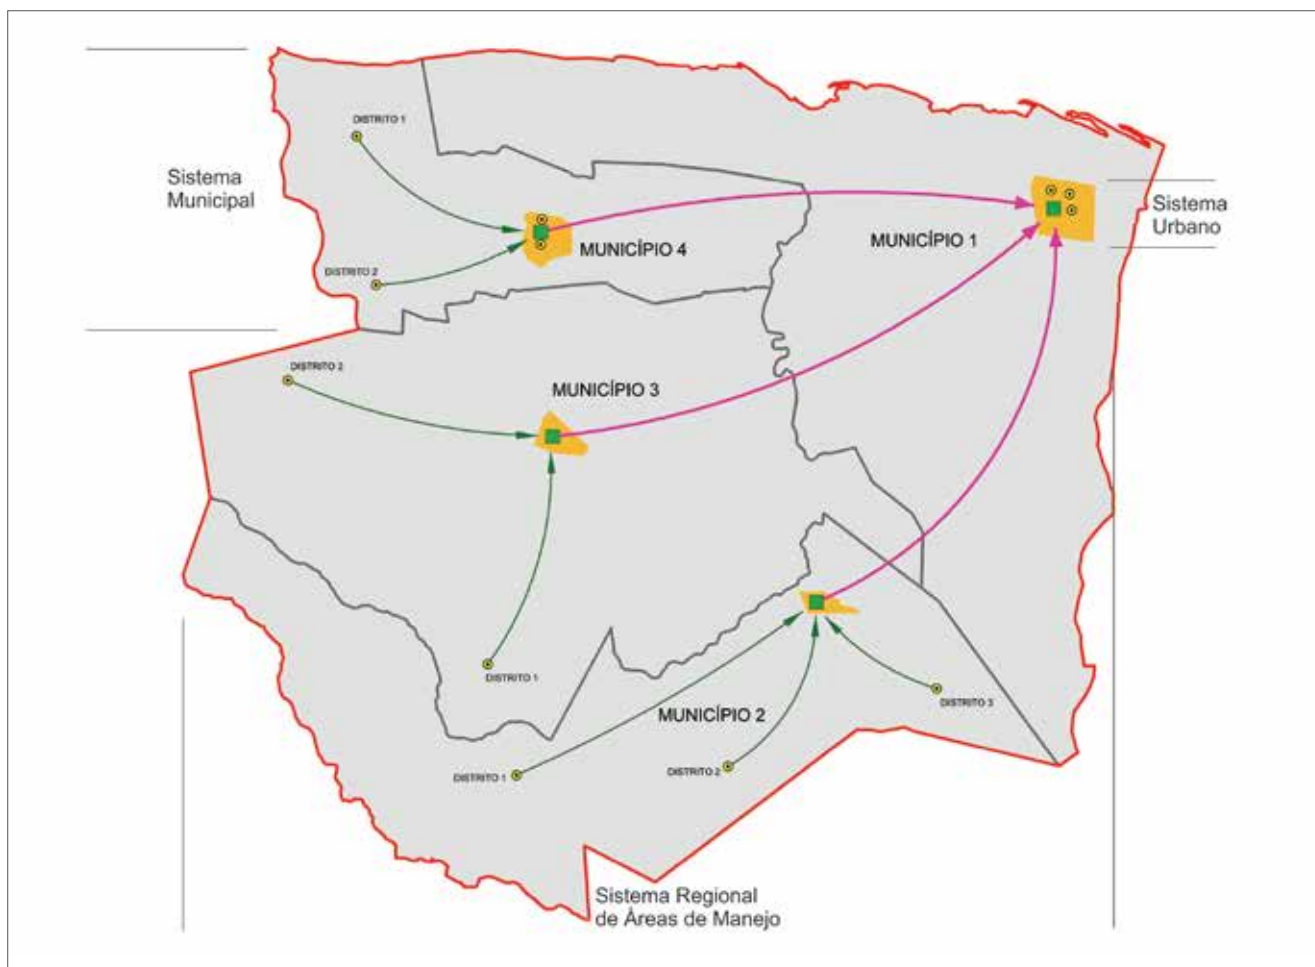 DISTRITO 1
Sistema
Municipal
Sistema
Urbano
MUNICÍPIO 1
MUNICÍPIO 4
DISTRITO 2
DISTRITO 2
MUNICÍPIO 3
DISTRITO 1
DISTRITO 3
MUNICÍPIO 2
DISTRITO 2
DISTRITO 1
Sistema Regional
de Áreas de Manejo